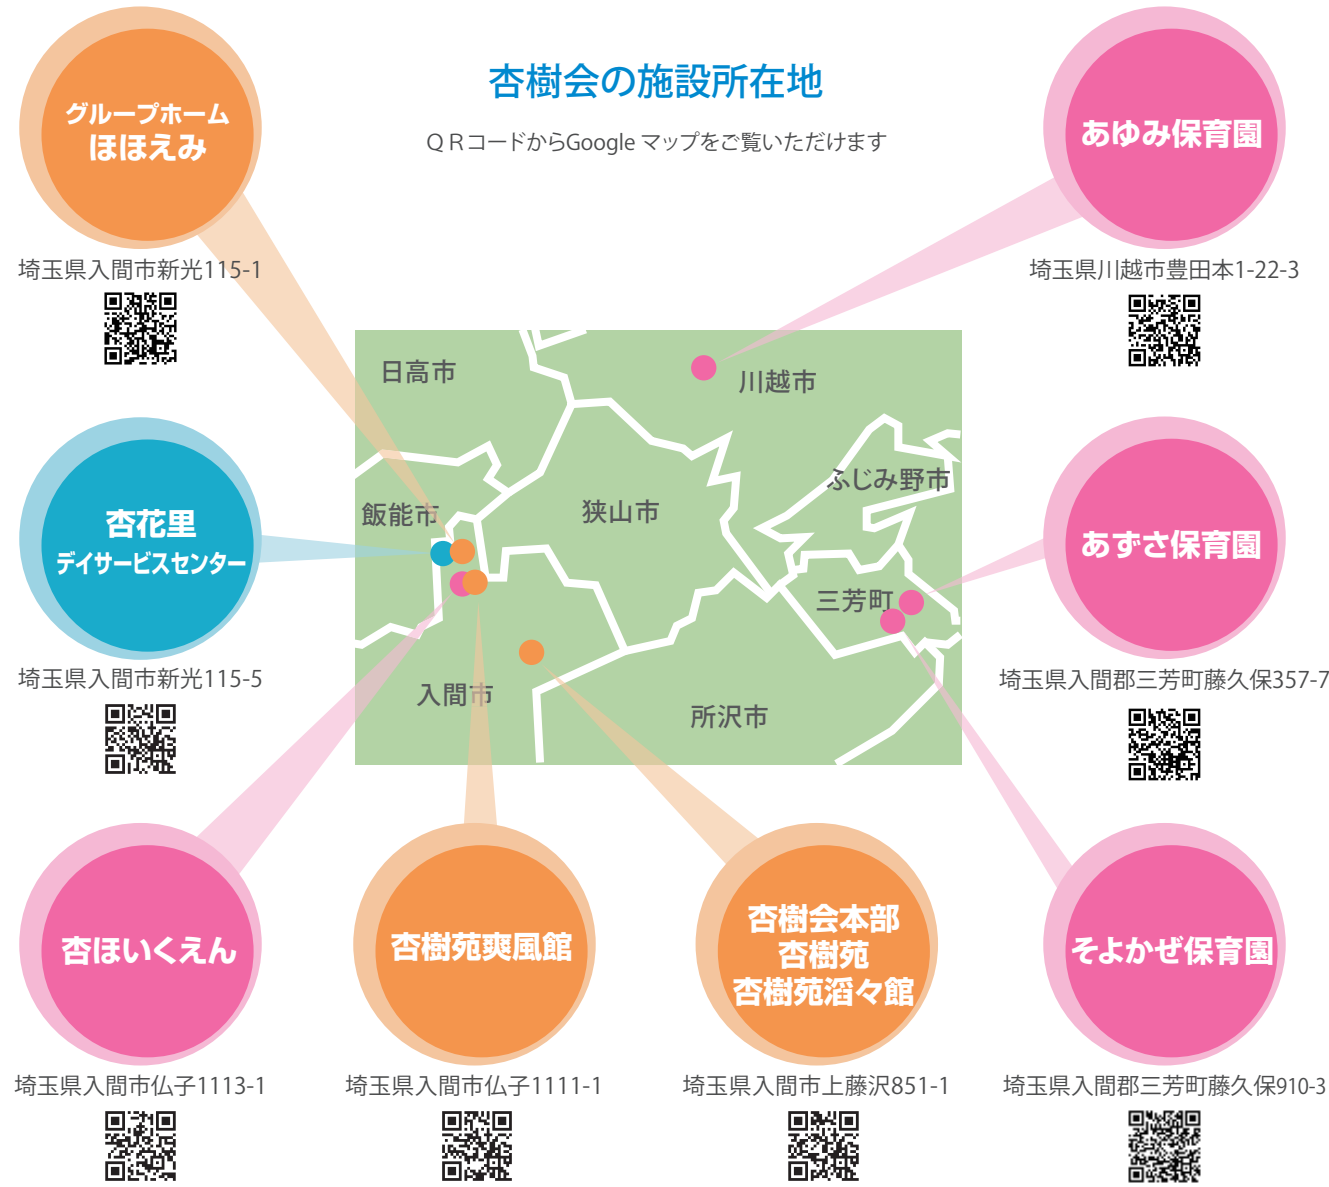 杏樹会の施設所在地
QRコードからGoogle マップをご覧いただけます
グループホーム
ほほえみ
埼玉県入間市新光115-1
あゆみ保育園
埼玉県川越市豊田本1-22-3
杏花里
デイサービスセンター
埼玉県入間市新光115-5
あずさ保育園
埼玉県入間郡三芳町藤久保357-7
日高市
川越市
ふじみ野市
飯能市
狭山市
三芳町
入間市
所沢市
杏ほいくえん
埼玉県入間市仏子1113-1
杏樹苑爽風館
埼玉県入間市仏子1111-1
杏樹会本部
杏樹苑
杏樹苑滔々館
埼玉県入間市上藤沢851-1
そよかぜ保育園
埼玉県入間郡三芳町藤久保910-3